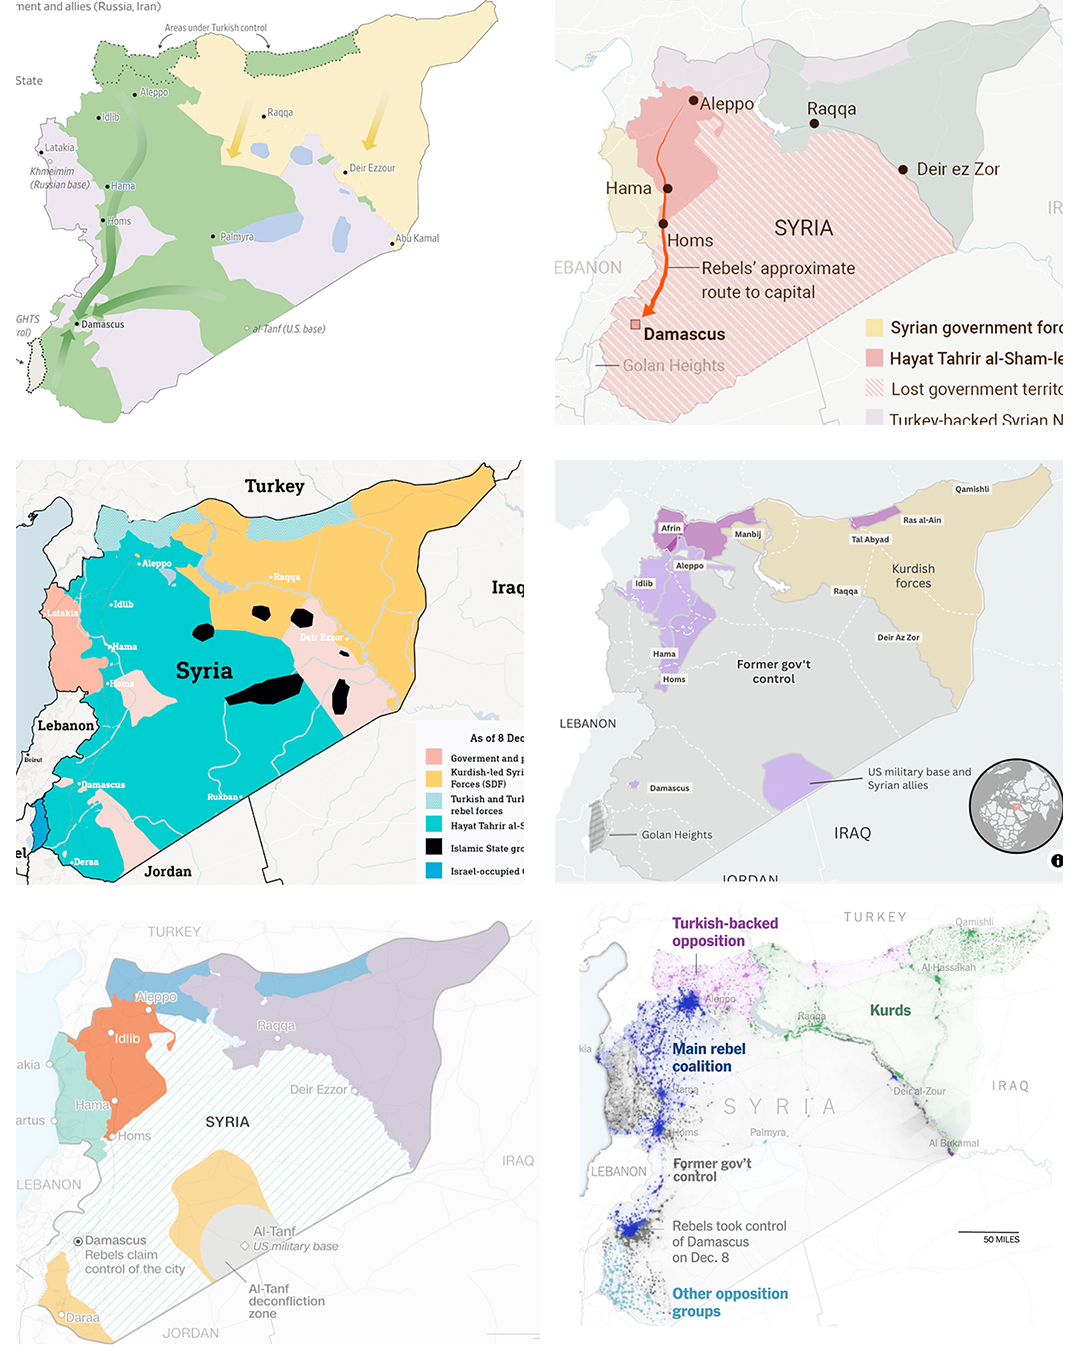 ment and allies (Russia, Iran)
Areas under Turkish control
State
Aleppo
Idlib
Raqqa
Latakia
Khmeimim
(Russian base)
Deir Ezzour
Hama
Homs
Palmyra
Abu Kamal
GHTS
rol)
Damascus
al-Tanf (U.S. base)
Aleppo
Raqqa
Deir ez Zor
Hama
IR
SYRIA
Homs
EBANON
Rebels’ approximate
route to capital
Damascus
Golan Heights
Syrian government forc
Hayat Tahrir al-Sham-le
Lost government territo
Turkey-backed Syrian N
Turkey
Aleppo
Raqqa
Iraq
Idlib
Latakia
Hama
Deir Ezzor
Syria
Homs
Lebanon
Beirut
As of 8 Dec
Goverment and p
Kurdish-led Syri
Forces (SDF)
Turkish and Turk
rebel forces
Hayat Tahrir al-S
Islamic State gro
Israel-occupied G
Damascus
Rukban
el
Deraa
Jordan
Qamishli
Afrin
Ras al-Ain
Manbij
Tal Abyad
Aleppo
Kurdish
forces
Idlib
Raqqa
Deir Az Zor
Hama
Former gov’t
control
Homs
LEBANON
US military base and
Syrian allies
Damascus
Golan Heights
IRAQ
JORDAN
TURKEY
Aleppo
Idlib
Raqqa
akia
Deir Ezzor
Hama
artus
SYRIA
Homs
IRAQ
LEBANON
Al-Tanf
US military base
Damascus
Rebels claim
control of the city
Al-Tanf
deconfliction
zone
Daraa
JORDAN
Turkish-backed
opposition
TURKEY
Qamishli
Al-Hassakah
Aleppo
Raqqa
Kurds
kia
Main rebel
coalition
Hama
Deir al-Zour
IRAQ
SYRIA
Homs
Palmyra
Al Bukamal
LEBANON
Former gov’t
control
Rebels took control
of Damascus
on Dec. 8
50 MILES
Other opposition
groups